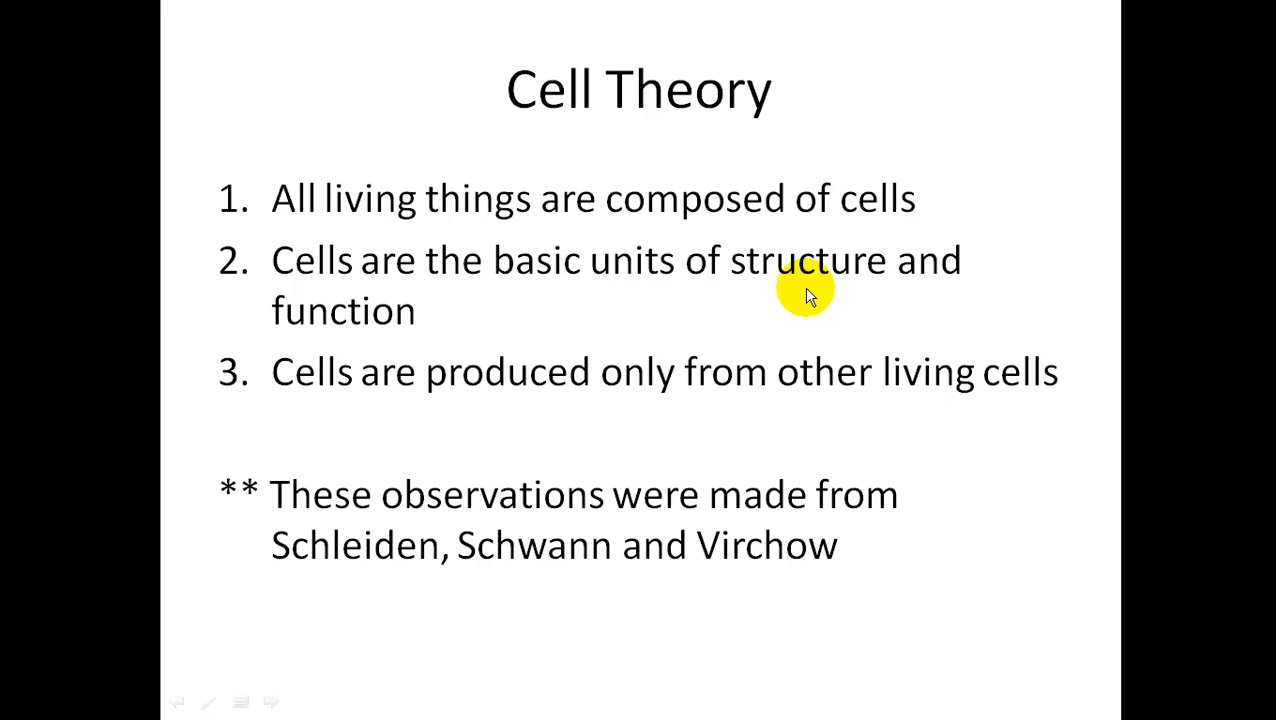 Cell Theory
1. All living things are composed of cells
2. Cells are the basic units of structure and
function
3. Cells are produced only from other living cells
** These observations were made from
Schleiden, Schwann and Virchow